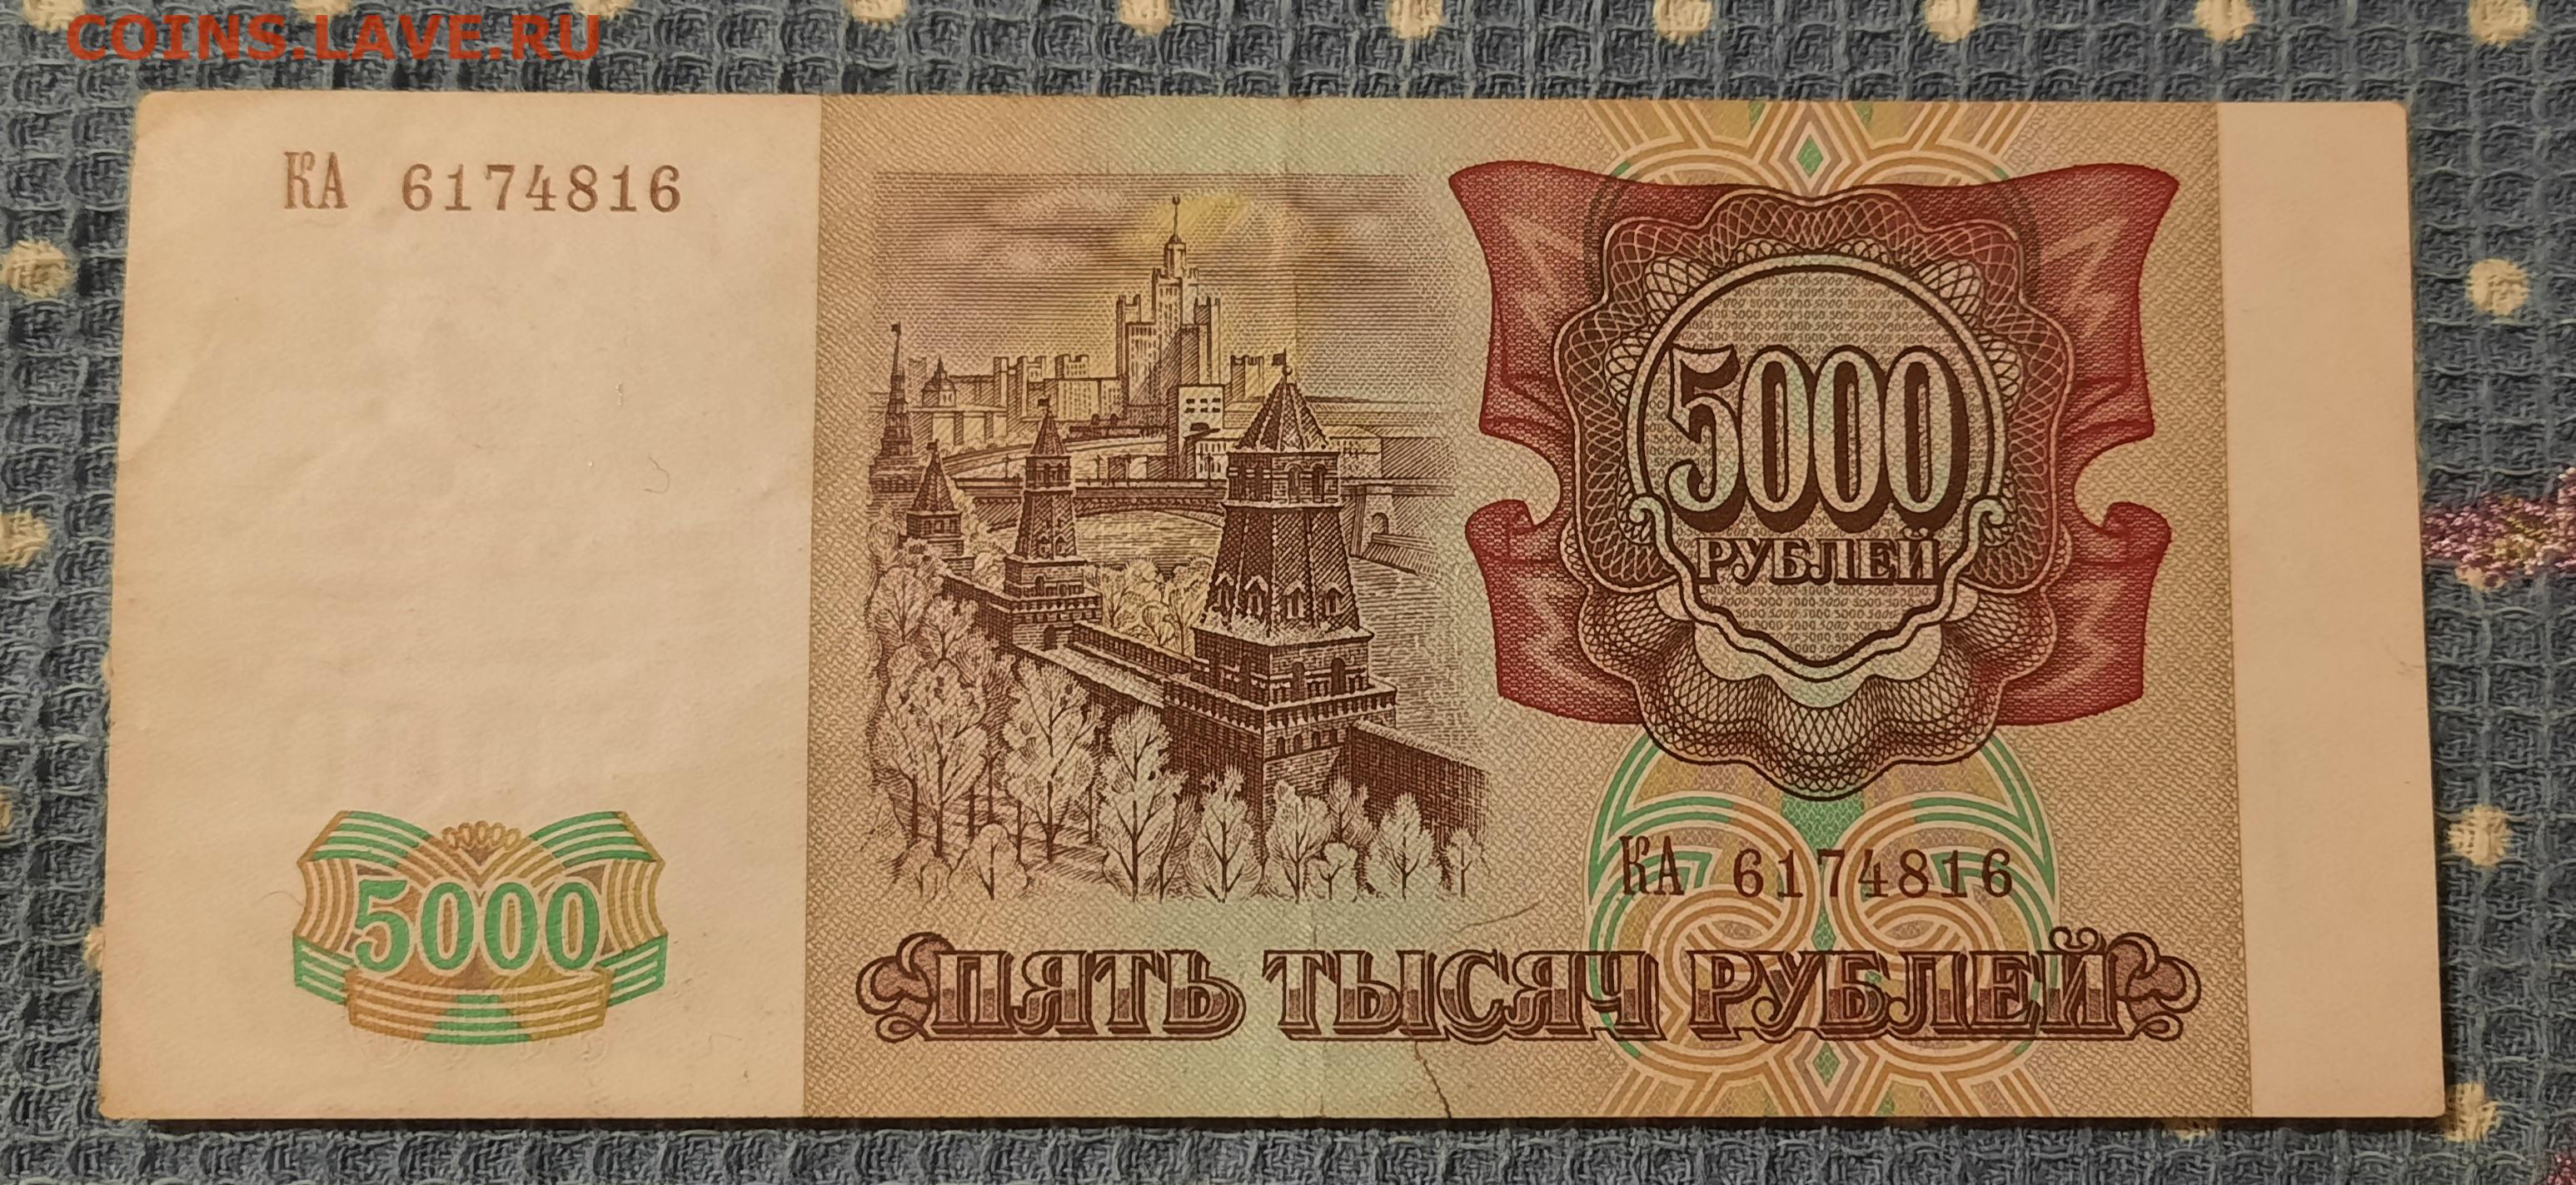 COINS.LAVE.RU
КА 6174816
5000
РУБЛЕЙ
КА 6174816
5000
ПЯТЬ ТЫСЯЧ РУБЛЕЙ